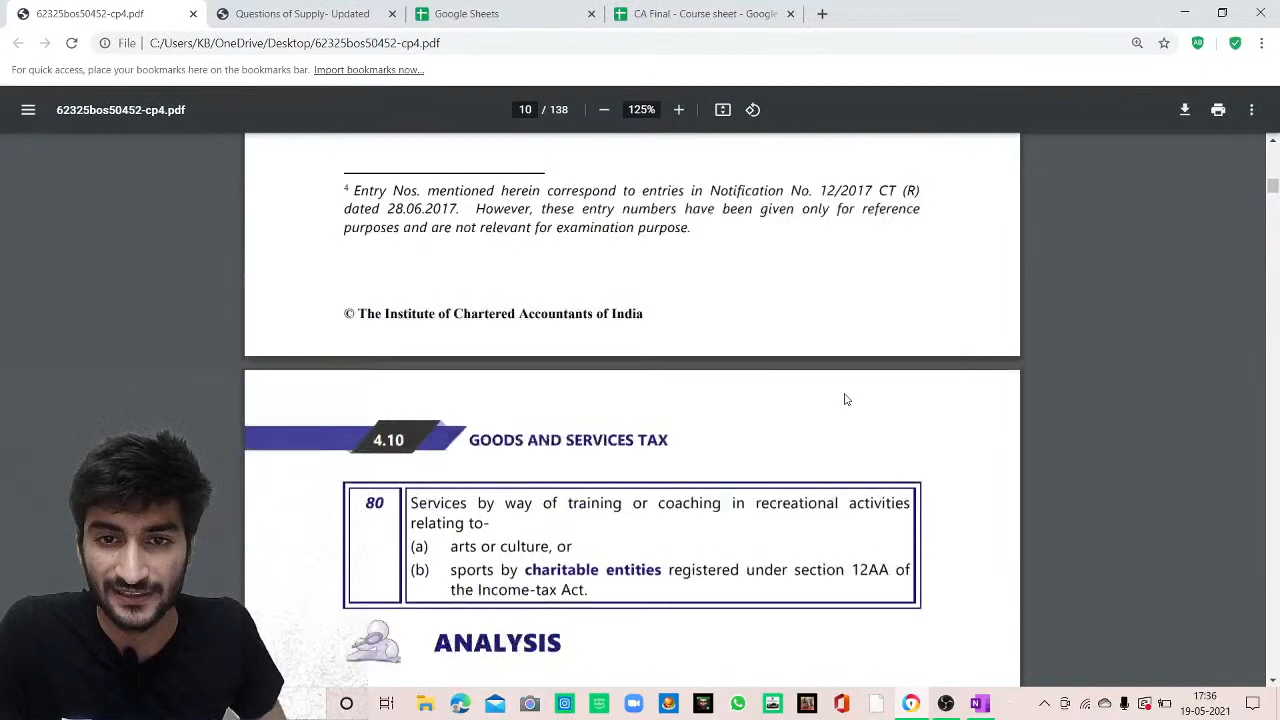 62325bos50452-cp4.pdf
Questions of Supply- Updated
Google Sheets
CA Final - Course sheet - Google
File
C:/Users/KB/OneDrive/Desktop/62325bos50452-cp4.pdf
For quick access, place your bookmarks here on the bookmarks bar. Import bookmarks now...
62325bos50452-cp4.pdf
10 / 138
125%
4 Entry Nos. mentioned herein correspond to entries in Notification No. 12/2017 CT (R)
dated 28.06.2017. However, these entry numbers have been given only for reference
purposes and are not relevant for examination purpose.
© The Institute of Chartered Accountants of India
4.10 GOODS AND SERVICES TAX
80 Services by way of training or coaching in recreational activities
relating to-
(a) arts or culture, or
(b) sports by charitable entities registered under section 12AA of
the Income-tax Act.
ANALYSIS
17:36
19-05-2021